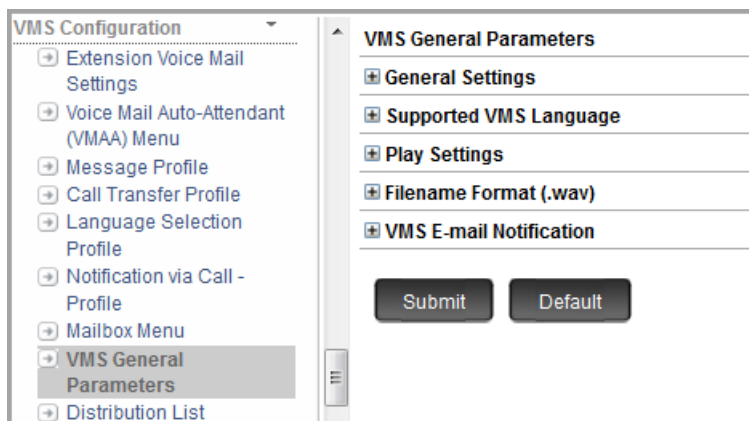 VMS Configuration
Extension Voice Mail
Settings
Voice Mail Auto-Attendant
(VMAA) Menu
Message Profile
Call Transfer Profile
Language Selection
Profile
Notification via Call -
Profile
Mailbox Menu
VMS General
Parameters
Distribution List
VMS General Parameters
General Settings
Supported VMS Language
Play Settings
Filename Format (.wav)
VMS E-mail Notification
Submit
Default